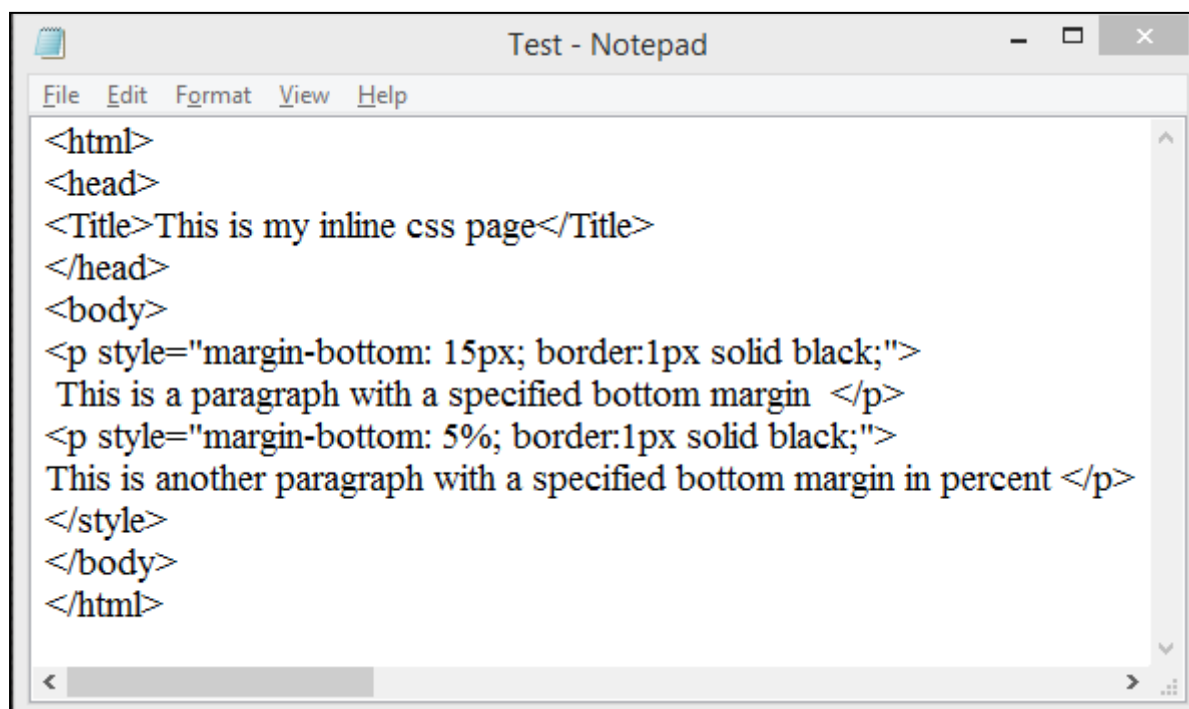 Test - Notepad
File Edit Format View Help
<html>
<head>
<Title>This is my inline css page</Title>
</head>
<body>
<p style="margin-bottom: 15px; border:1px solid black;">
 This is a paragraph with a specified bottom margin  </p>
<p style="margin-bottom: 5%; border:1px solid black;">
This is another paragraph with a specified bottom margin in percent </p>
</style>
</body>
</html>